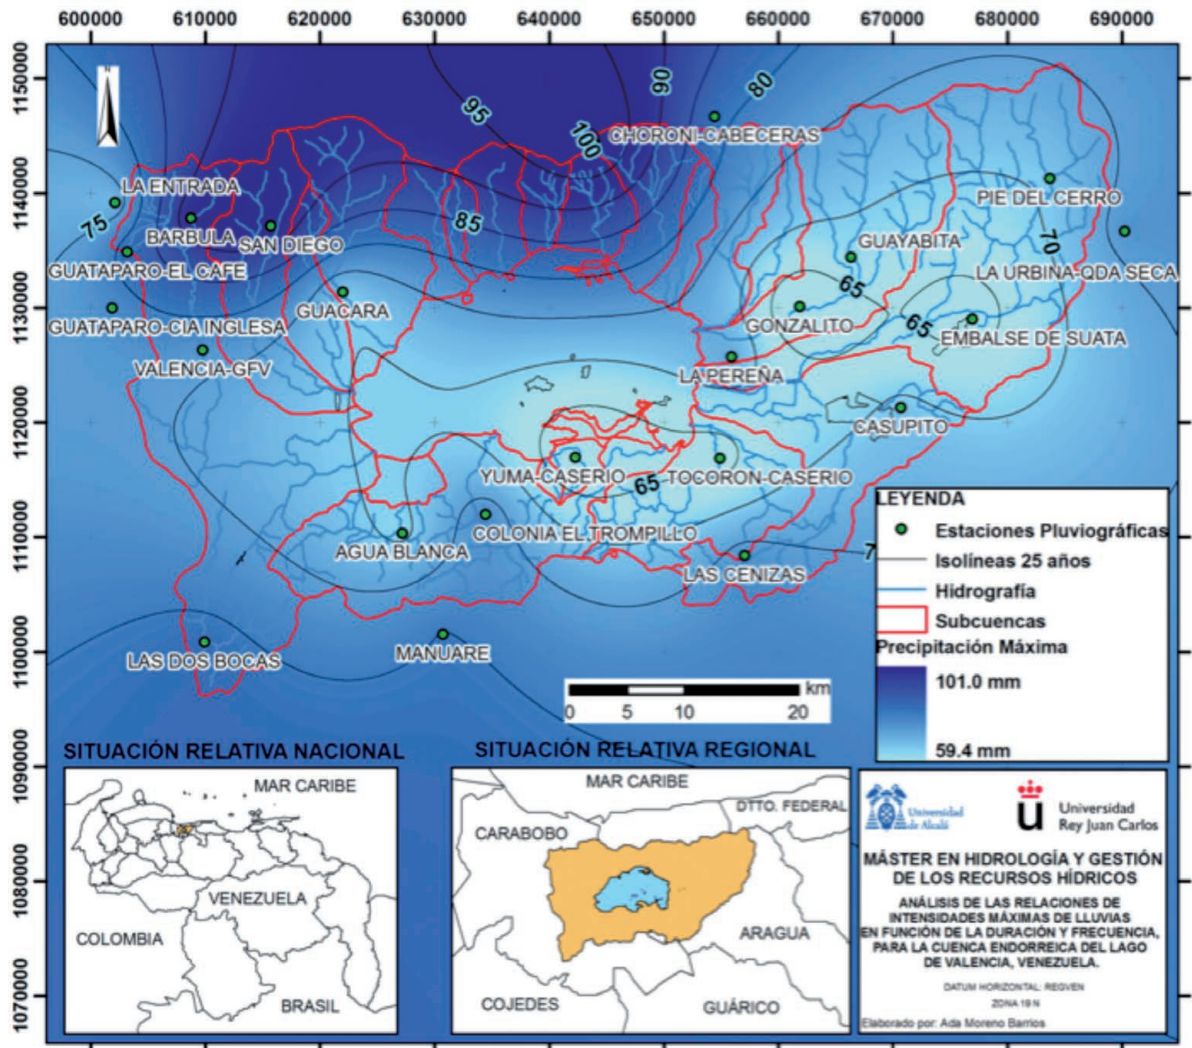 600000 610000 620000 630000 640000 650000 660000 670000 680000 690000
1150000
1140000
1130000
1120000
1110000
1100000
1090000
1080000
1070000
N
95
100
90
80
CHORONI-CABECERAS
LA ENTRADA
PIE DEL CERRO
75
BARBULA
SAN DIEGO
85
GUAYABITA
70
GUATAPARO-EL CAFE
LA URBINA-QDA SECA
65
GUACARA
GUATAPARO-CIA INGLESA
GONZALITO
65
EMBALSE DE SUATA
VALENCIA-GFV
LA PEREÑA
CASUPITO
YUMA-CASERIO
65
TOCORON-CASERIO
COLONIA EL TROMPILLO
AGUA BLANCA
7
LAS CENIZAS
LAS DOS BOCAS
MANUARE
km
0 5 10 20
LEYENDA
Estaciones Pluviográficas
Isolíneas 25 años
Hidrografía
Subcuencas
Precipitación Máxima
101.0 mm
59.4 mm
SITUACIÓN RELATIVA NACIONAL
MAR CARIBE
VENEZUELA
COLOMBIA
BRASIL
SITUACIÓN RELATIVA REGIONAL
MAR CARIBE
DTTO. FEDERAL
CARABOBO
ARAGUA
COJEDES
GUÁRICO
Universidad
de Alcalá
u
Universidad
Rey Juan Carlos
MÁSTER EN HIDROLOGÍA Y GESTIÓN
DE LOS RECURSOS HÍDRICOS
ANÁLISIS DE LAS RELACIONES DE
INTENSIDADES MÁXIMAS DE LLUVIAS
EN FUNCIÓN DE LA DURACIÓN Y FRECUENCIA,
PARA LA CUENCA ENDORREICA DEL LAGO
DE VALENCIA, VENEZUELA.
DATUM HORIZONTAL: REGVEN
ZONA 19 N
Elaborado por: Ada Moreno Barrios